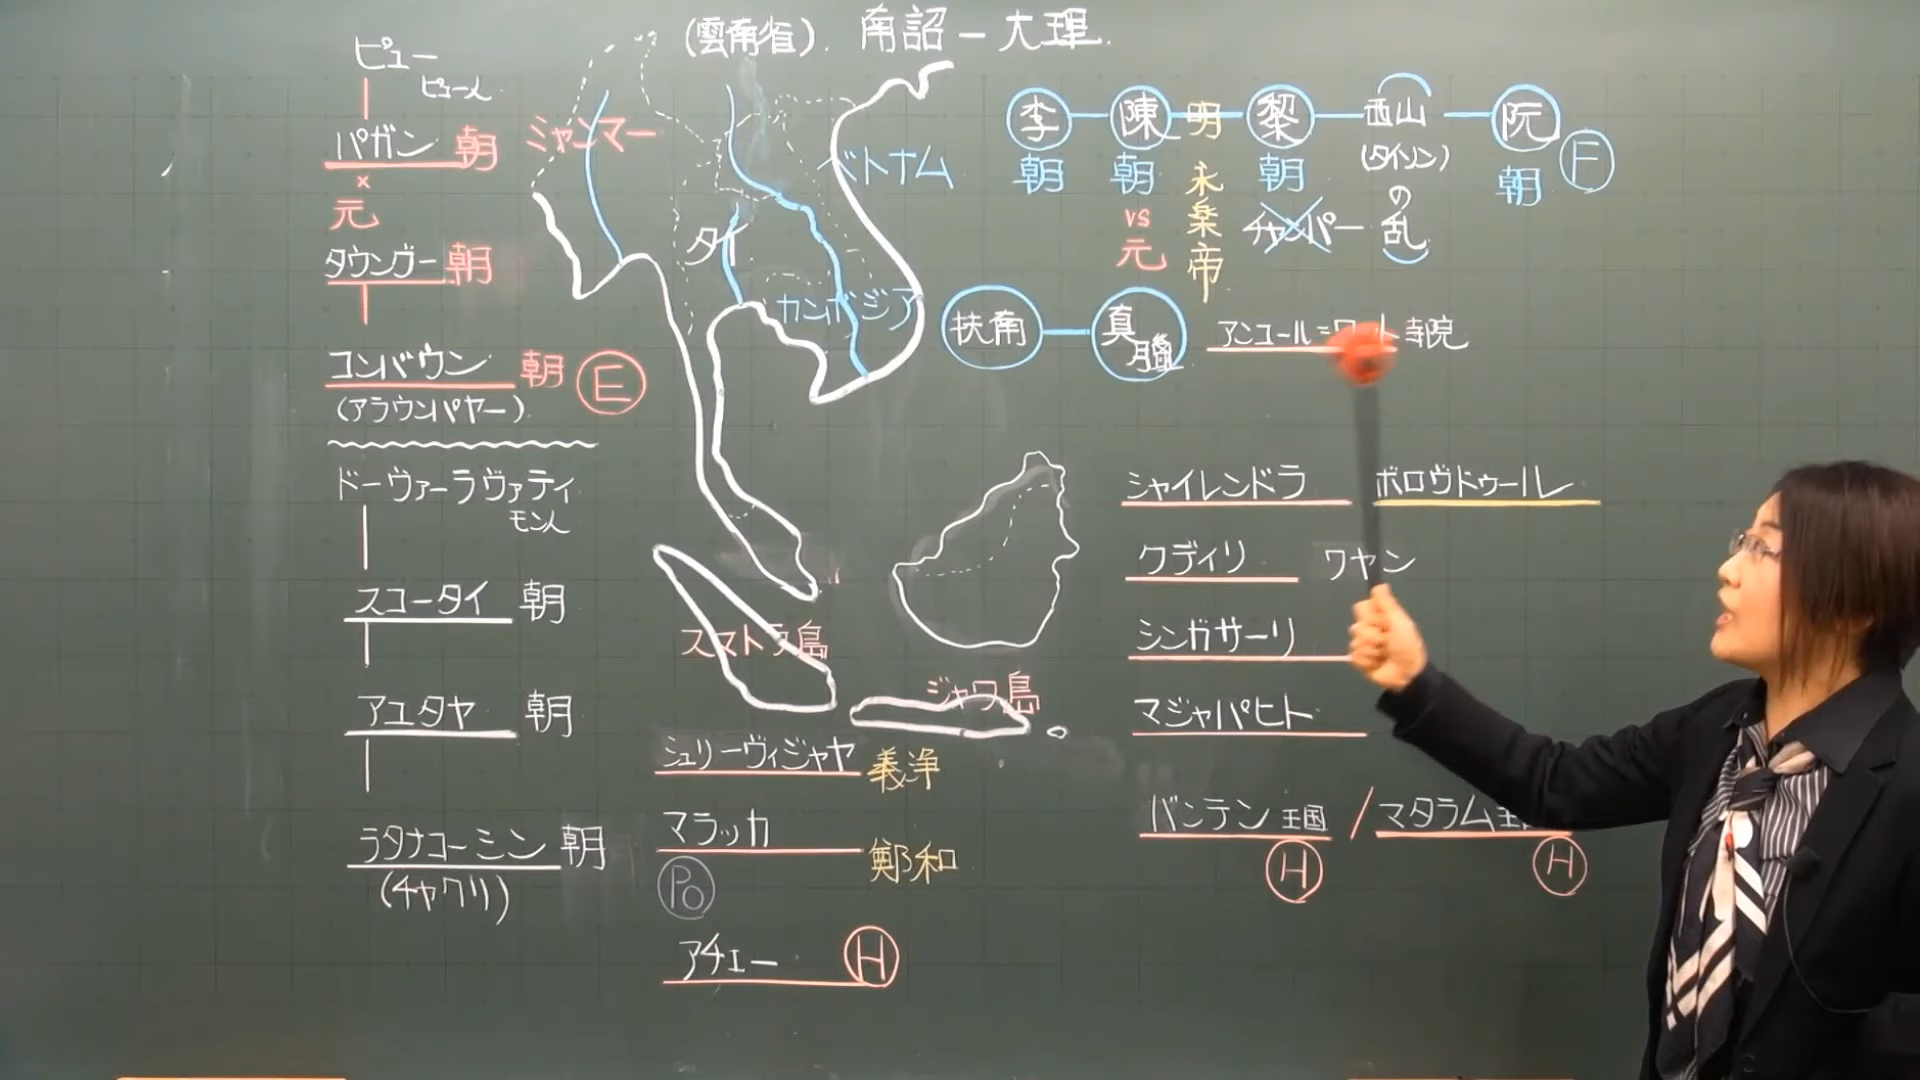 (雲南省) 南詔 — 大理
ピュー
ピュー人
パガン 朝
×
元
タウングー 朝
コンバウン 朝 E
(アラウンパヤー)
ドーヴァーラヴァティ
モン人
スコータイ 朝
アユタヤ 朝
ラタナコーミン 朝
(チャクリ)
ミャンマー
タイ
ベトナム
カンボジア
スマトラ島
ジャワ島
シュリーヴィジャヤ 義浄
マラッカ 鄭和
Po
アチェー H
李 — 陳 — 明 — 黎 — 西山 — 阮 F
朝 朝 永楽帝 朝 (タイソン) 朝
vs 元 チャンパー の乱
扶南 — 真臘 アンコール=ワット寺院
シャイレンドラ ボロヴドゥール
クディリ ワヤン
シンガサーリ
マジャパヒト
バンテン王国 / マタラム王
H H